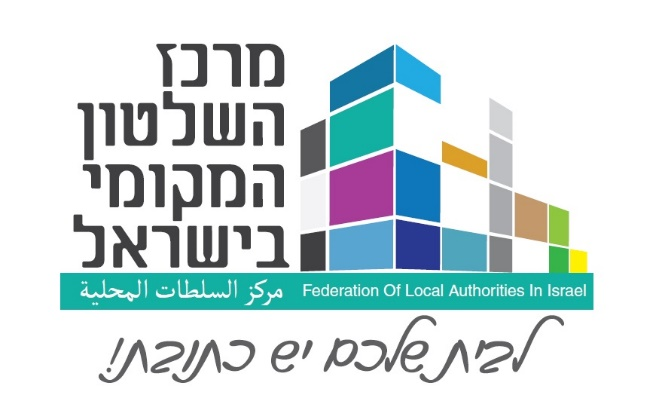 מרכז
השלטון
המקומי
בישראל
مركز السلطات المحلية Federation Of Local Authorities In Israel
לבית שלכם יש כתובת!